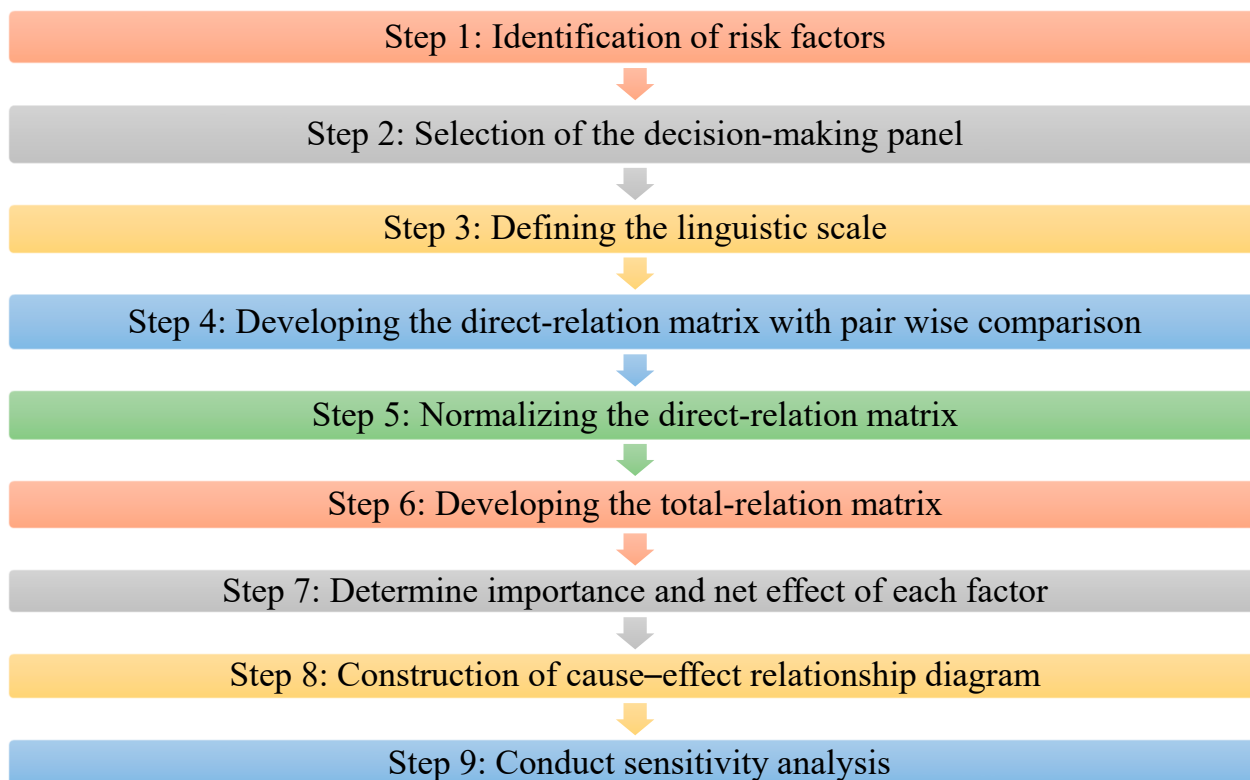 Step 1: Identification of risk factors
Step 2: Selection of the decision-making panel
Step 3: Defining the linguistic scale
Step 4: Developing the direct-relation matrix with pair wise comparison
Step 5: Normalizing the direct-relation matrix
Step 6: Developing the total-relation matrix
Step 7: Determine importance and net effect of each factor
Step 8: Construction of cause–effect relationship diagram
Step 9: Conduct sensitivity analysis